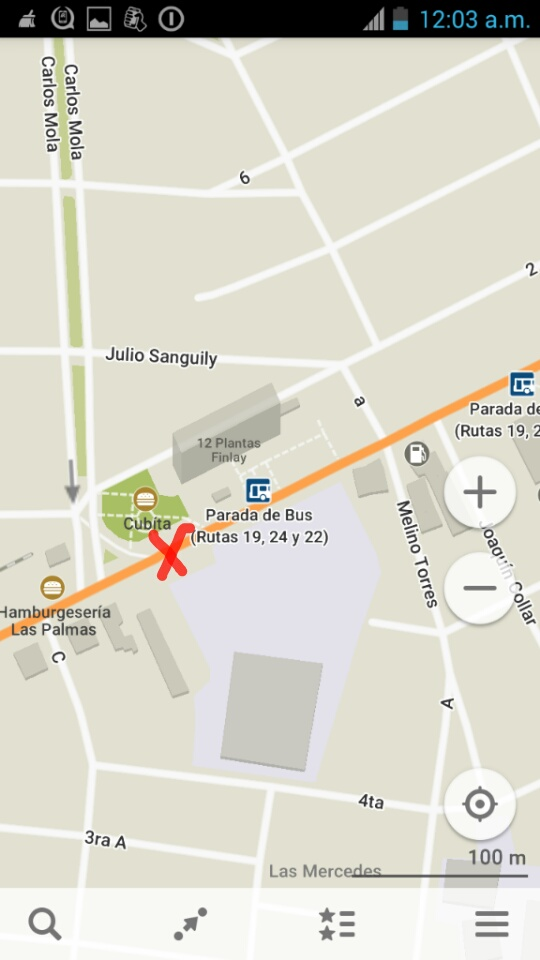 12:03 a.m.
Carlos Mola
Carlos Mola
6
2
Julio Sanguily
a
Parada de
(Rutas 19, 2
12 Plantas
Finlay
Cubita
Parada de Bus
(Rutas 19, 24 y 22)
Melino Torres
Joaquín Collar
Hamburgesería
Las Palmas
C
A
4ta
3ra A
Las Mercedes
100 m